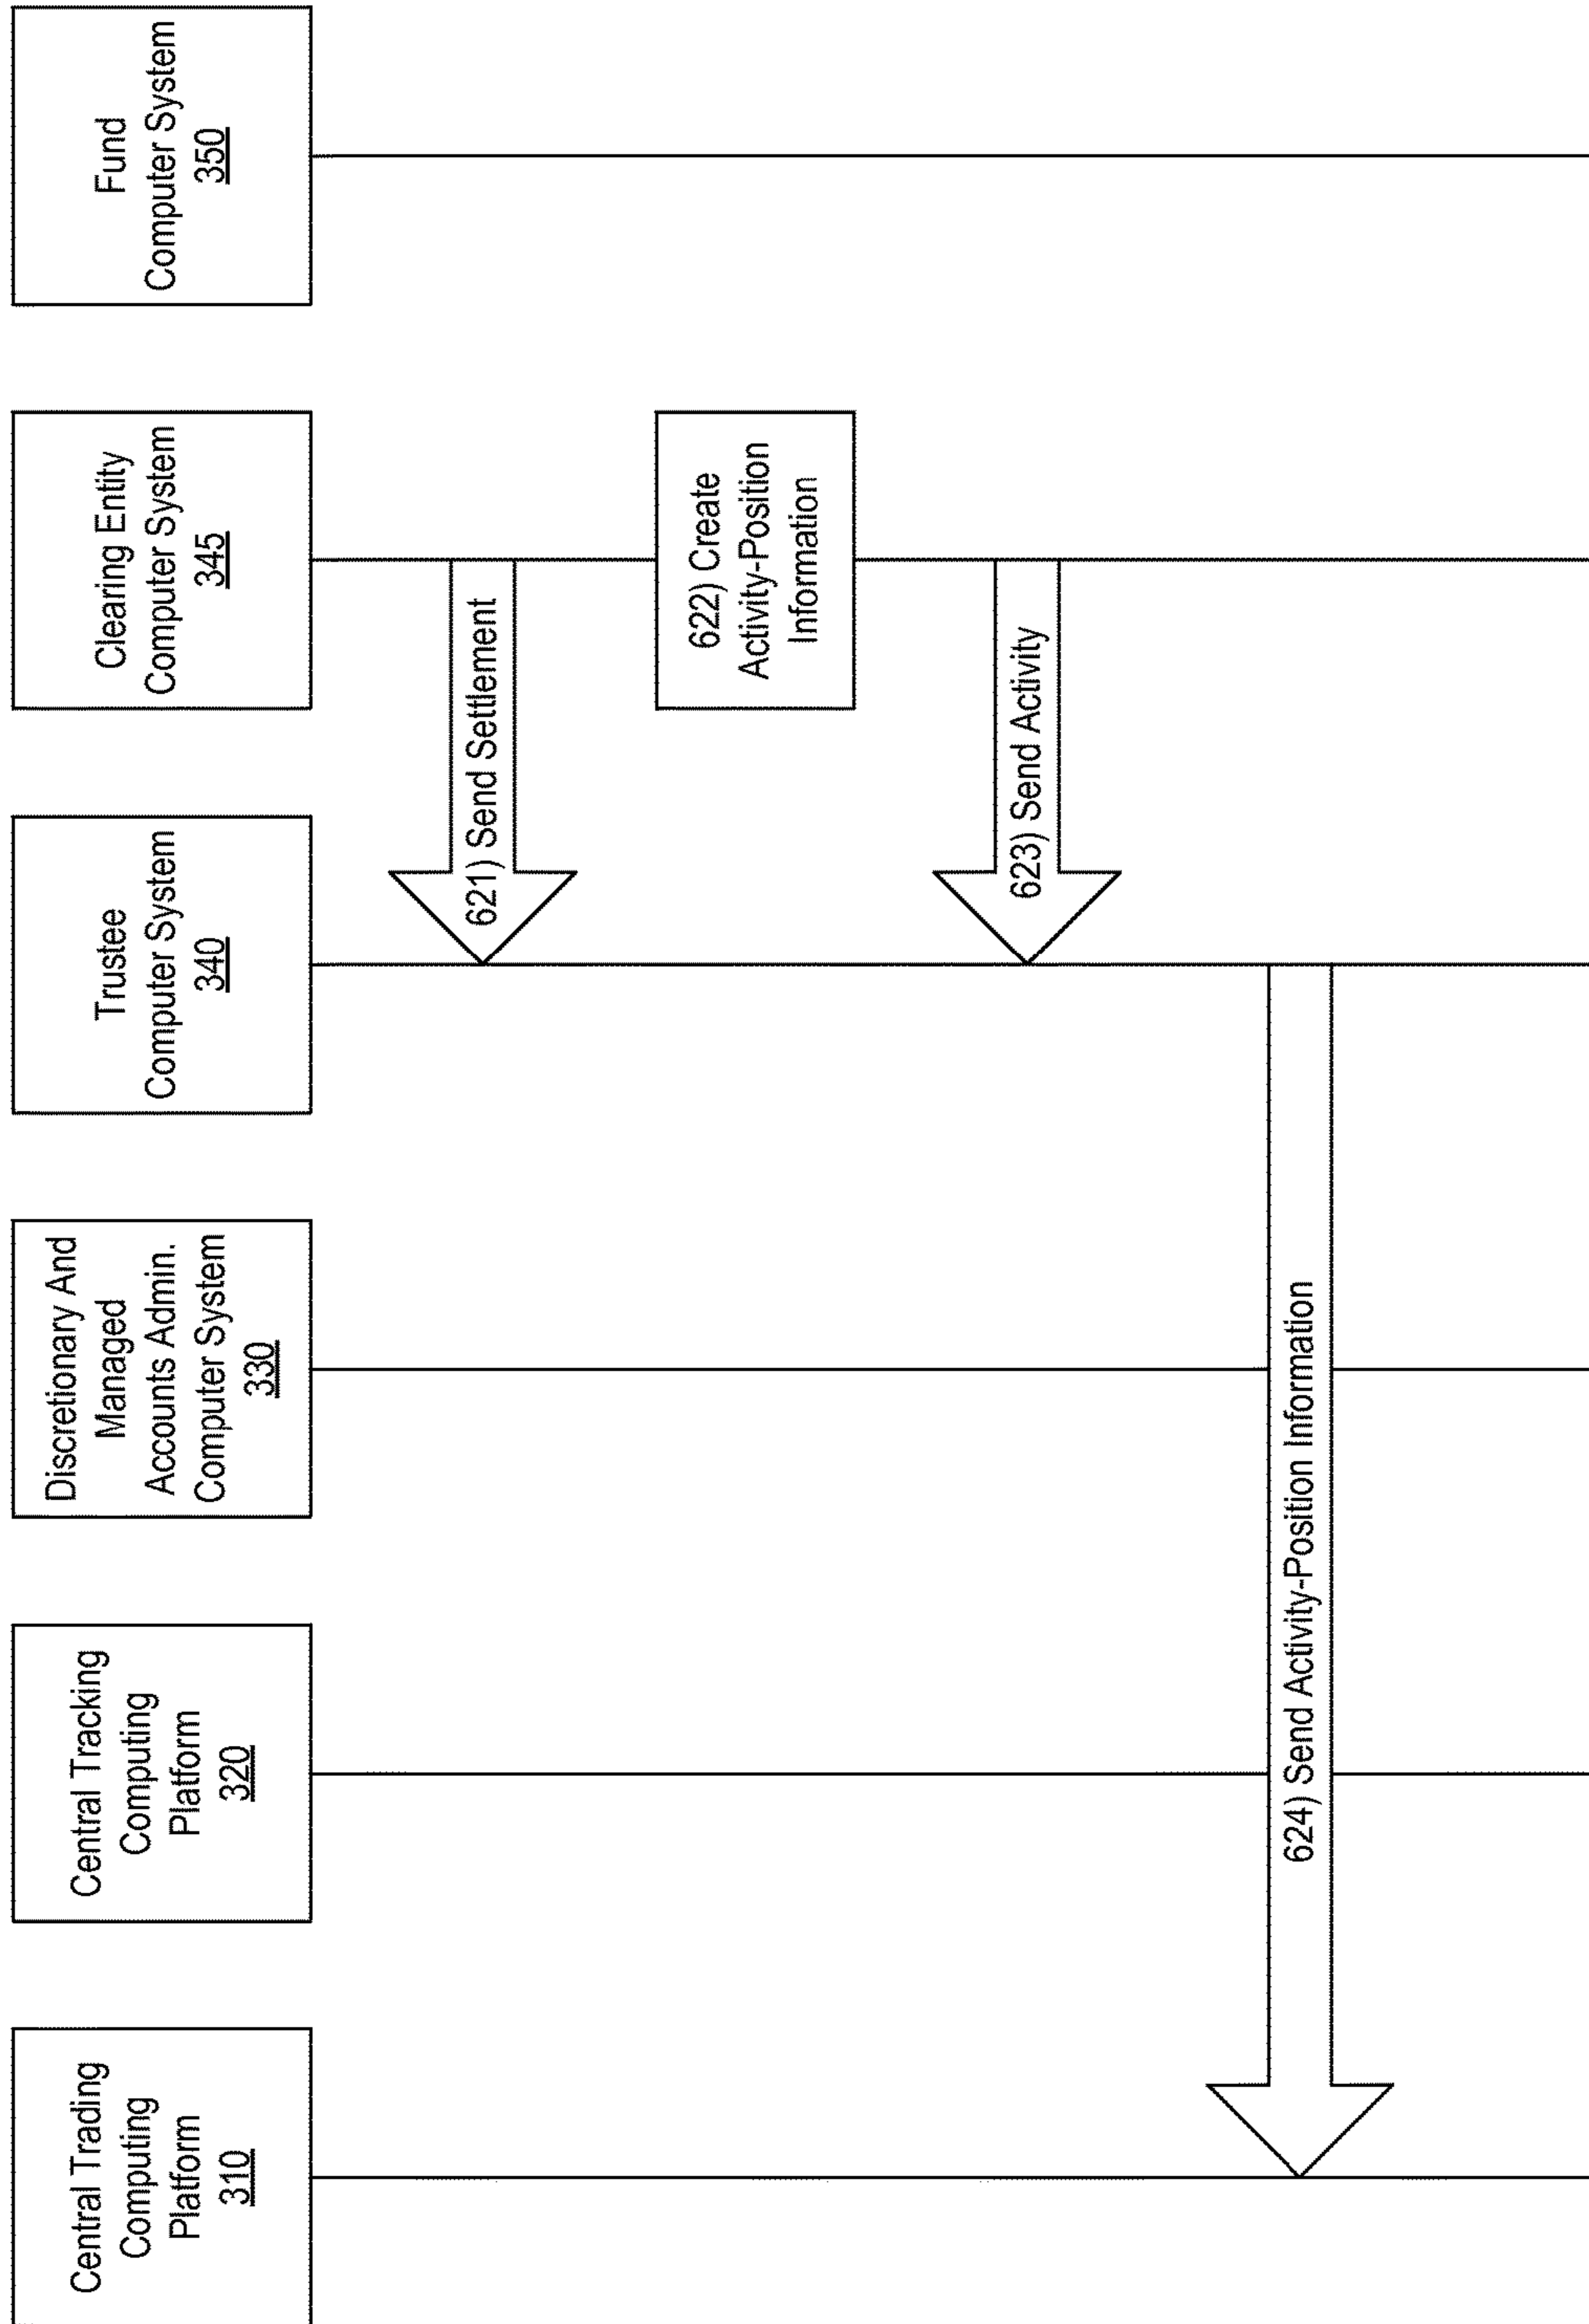 Central Trading
Computing
Platform
310
Central Tracking
Computing
Platform
320
Discretionary And
Managed
Accounts Admin.
Computer System
330
Trustee
Computer System
340
Clearing Entity
Computer System
345
Fund
Computer System
350
621) Send Settlement
622) Create
Activity-Position
Information
623) Send Activity
624) Send Activity-Position Information